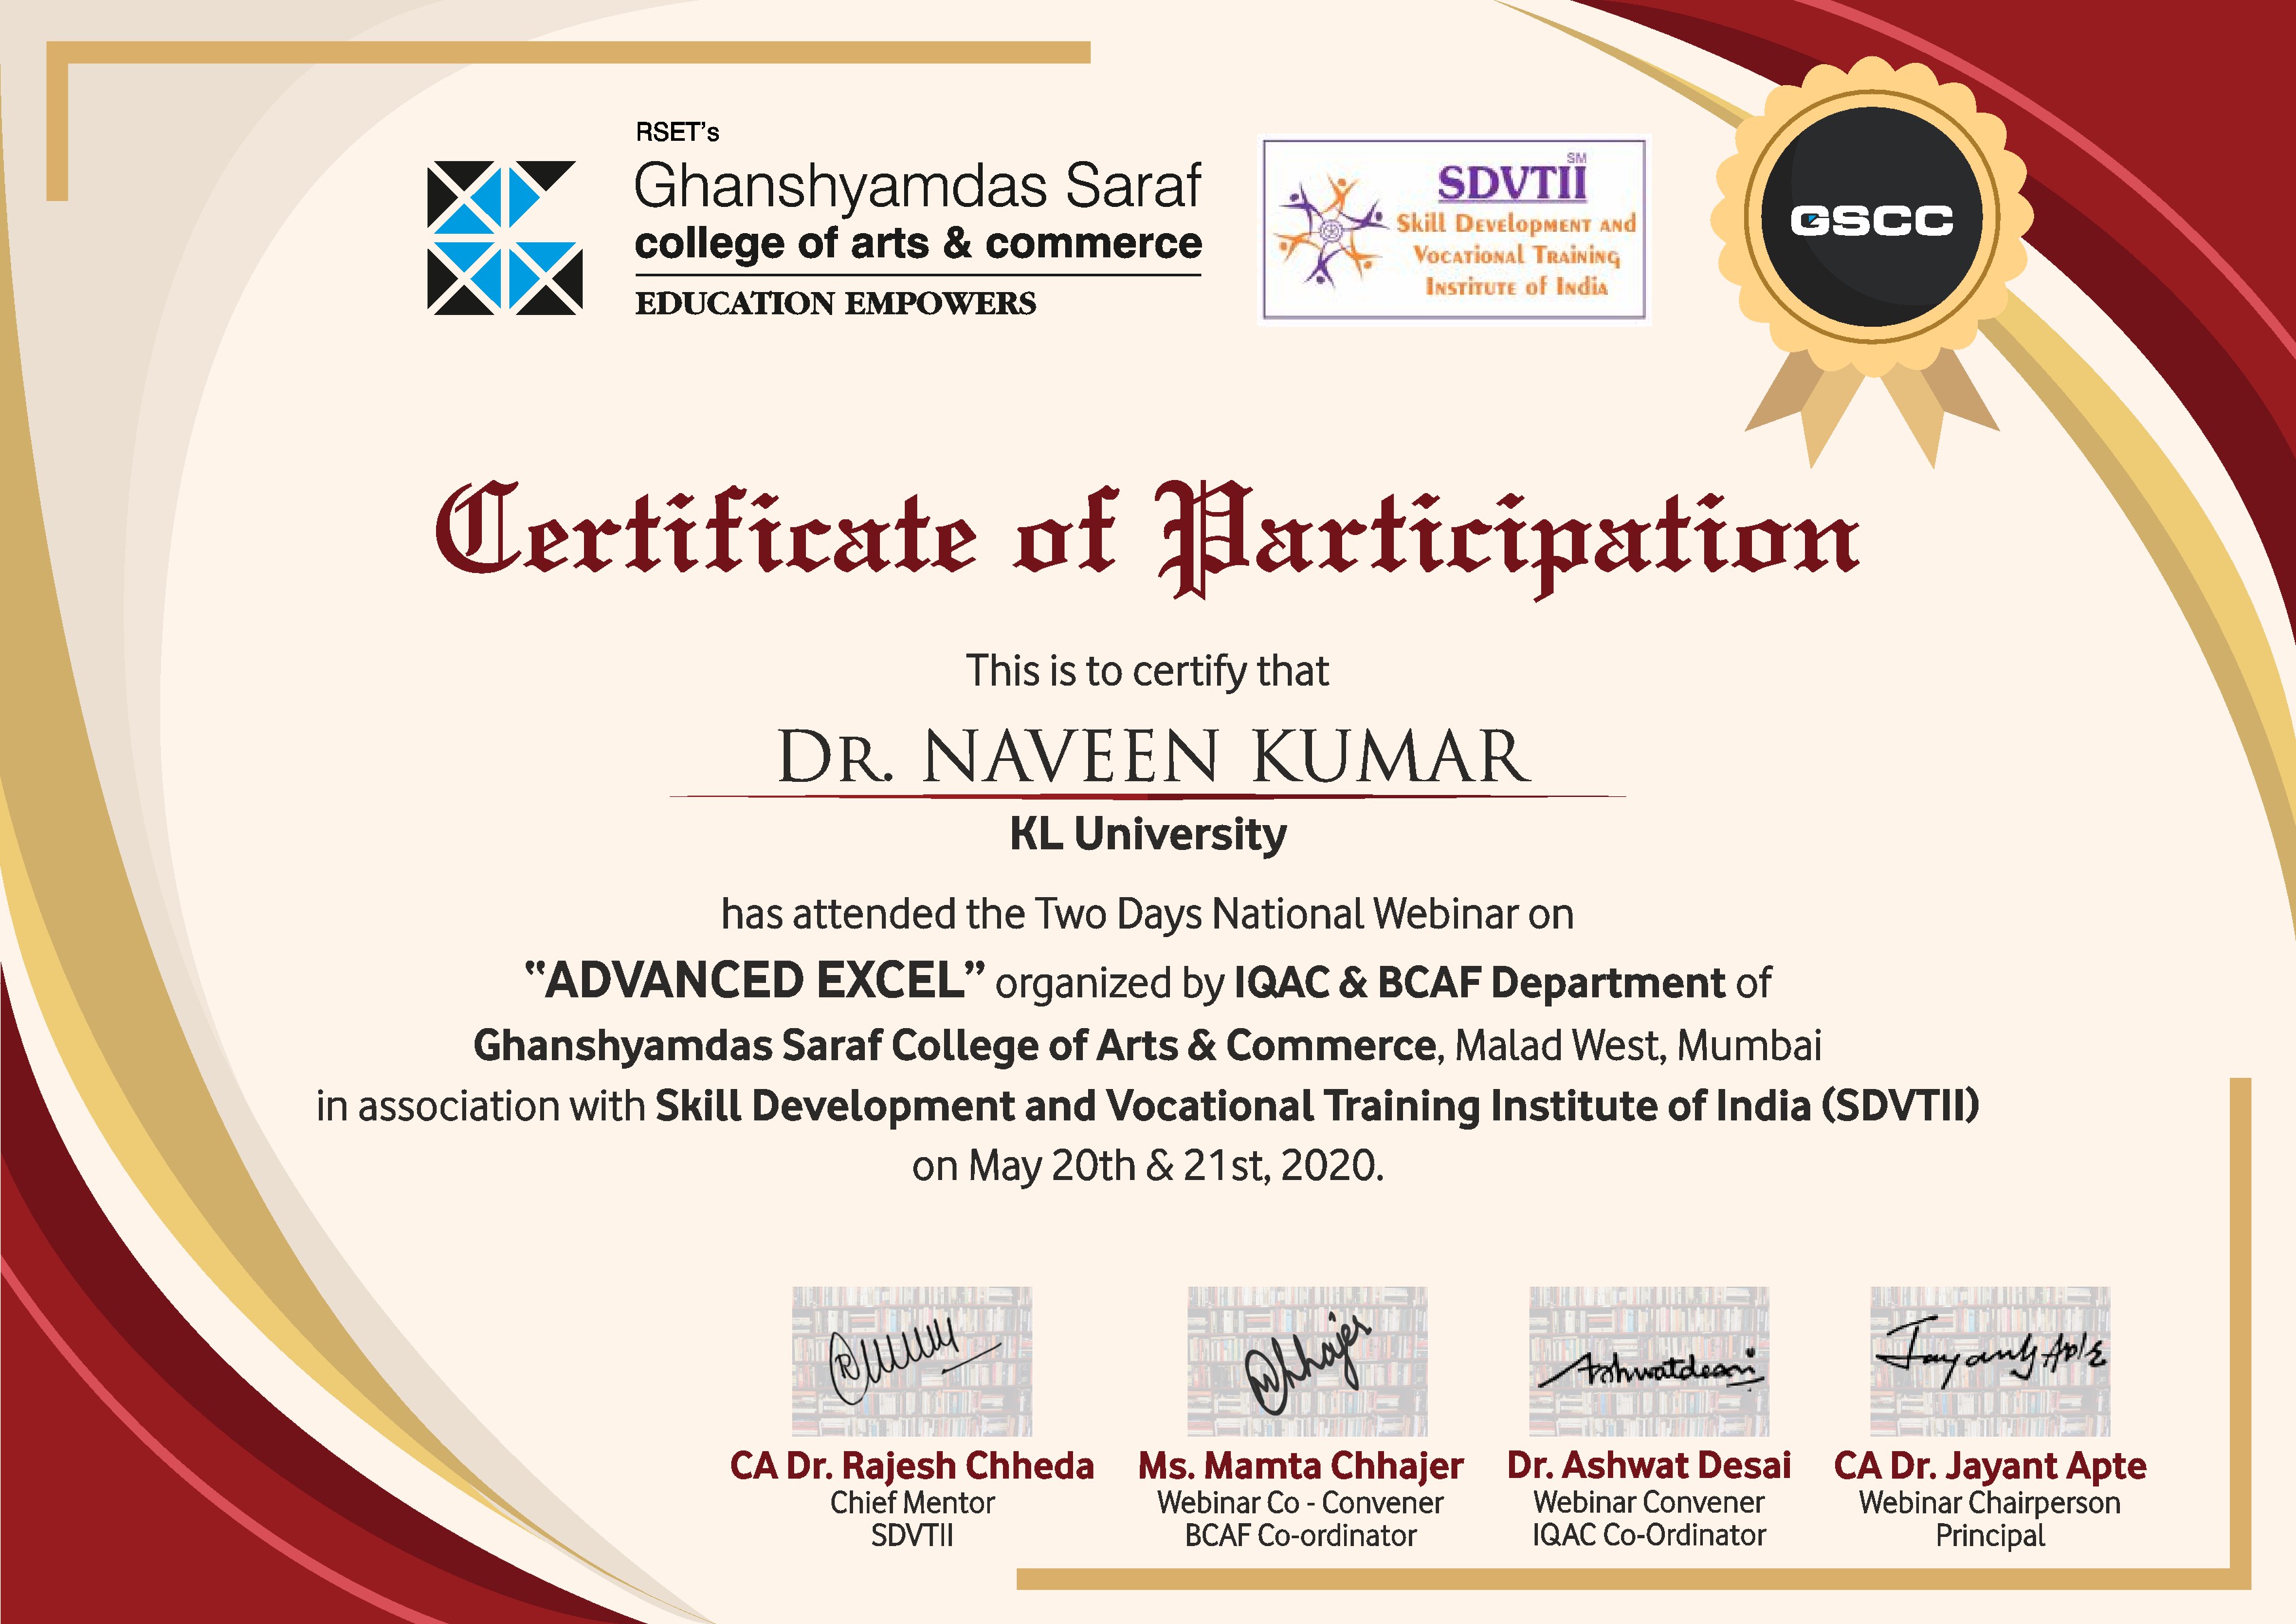 RSET’s
Ghanshyamdas Saraf
college of arts & commerce
EDUCATION EMPOWERS
SDVTII SM
Skill Development and
Vocational Training
Institute of India
GSCC
Certificate of Participation
This is to certify that
DR. NAVEEN KUMAR
KL University
has attended the Two Days National Webinar on
“ADVANCED EXCEL” organized by IQAC & BCAF Department of
Ghanshyamdas Saraf College of Arts & Commerce, Malad West, Mumbai
in association with Skill Development and Vocational Training Institute of India (SDVTII)
on May 20th & 21st, 2020.
Chhajer
Ashwatdesai
Jayant Apte
CA Dr. Rajesh Chheda
Chief Mentor
SDVTII
Ms. Mamta Chhajer
Webinar Co - Convener
BCAF Co-ordinator
Dr. Ashwat Desai
Webinar Convener
IQAC Co-Ordinator
CA Dr. Jayant Apte
Webinar Chairperson
Principal